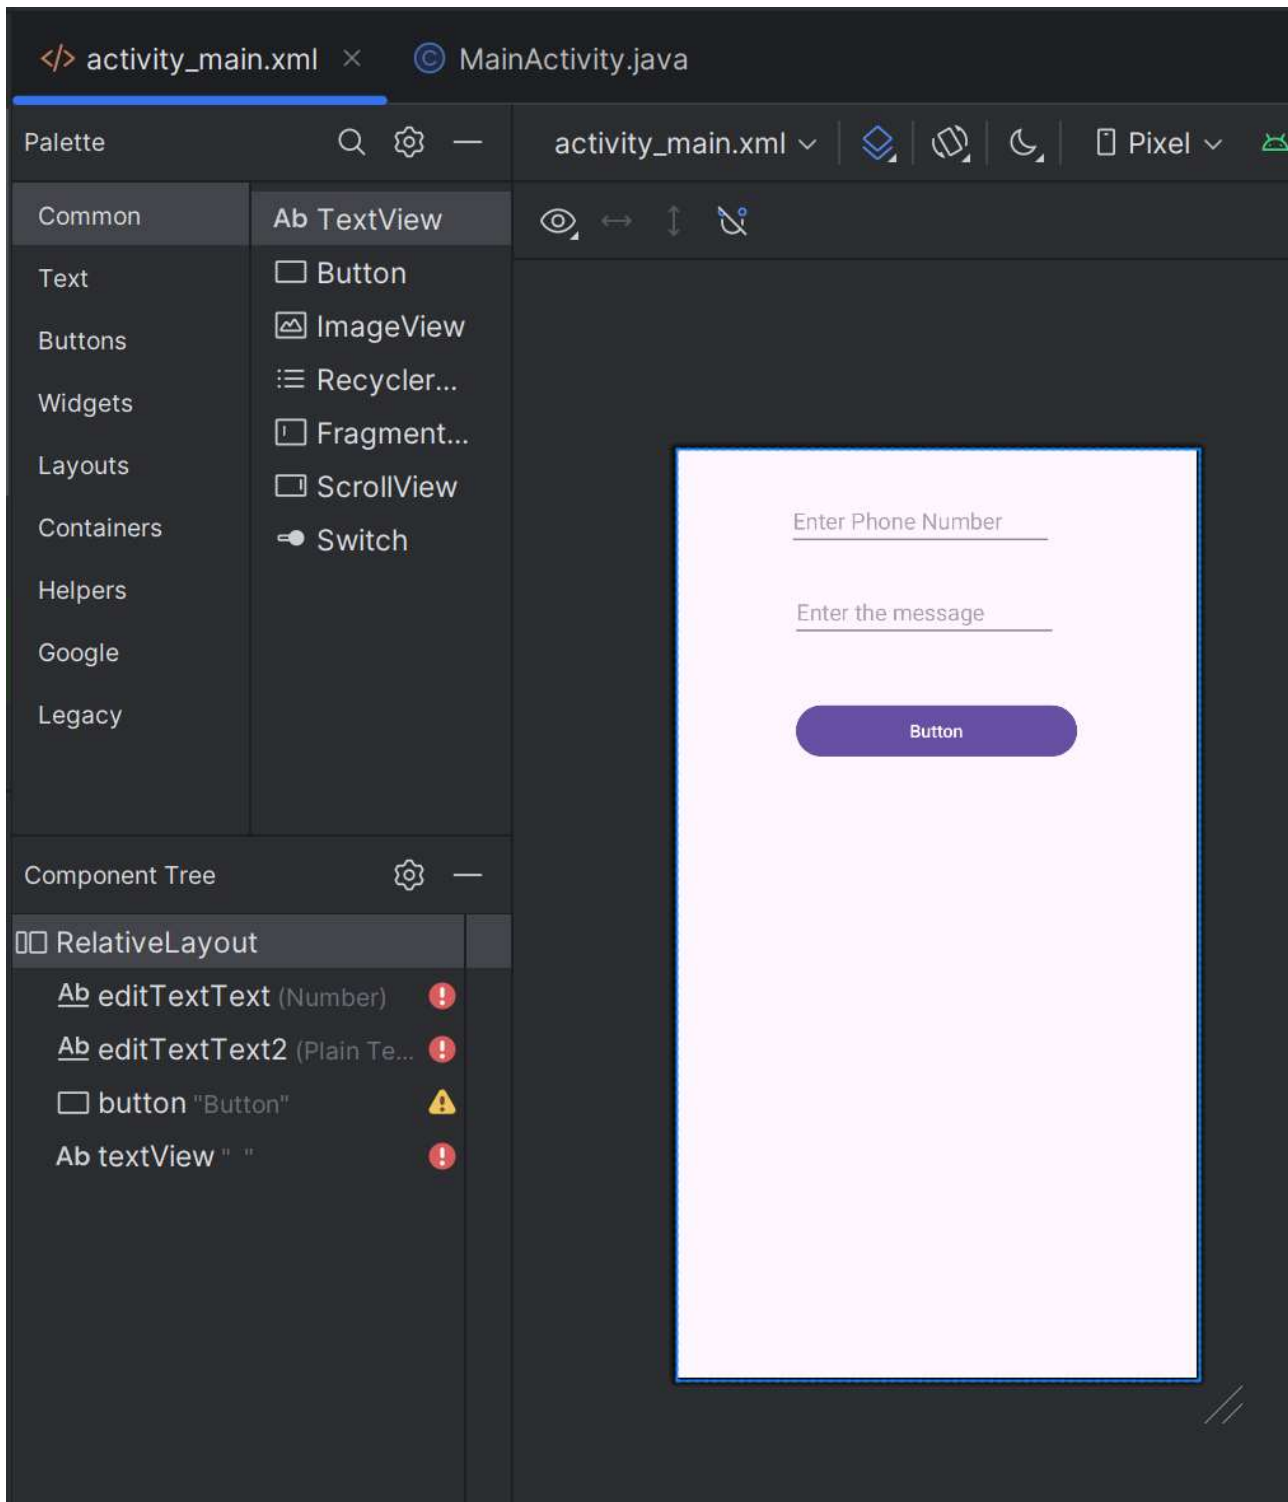 </> activity_main.xml × © MainActivity.java
Palette
activity_main.xml
Pixel
Common
Text
Buttons
Widgets
Layouts
Containers
Helpers
Google
Legacy
Ab TextView
Button
ImageView
Recycler...
Fragment...
ScrollView
Switch
Enter Phone Number
Enter the message
Button
Component Tree
RelativeLayout
Ab editTextText (Number)
Ab editTextText2 (Plain Te...
button "Button"
Ab textView " "